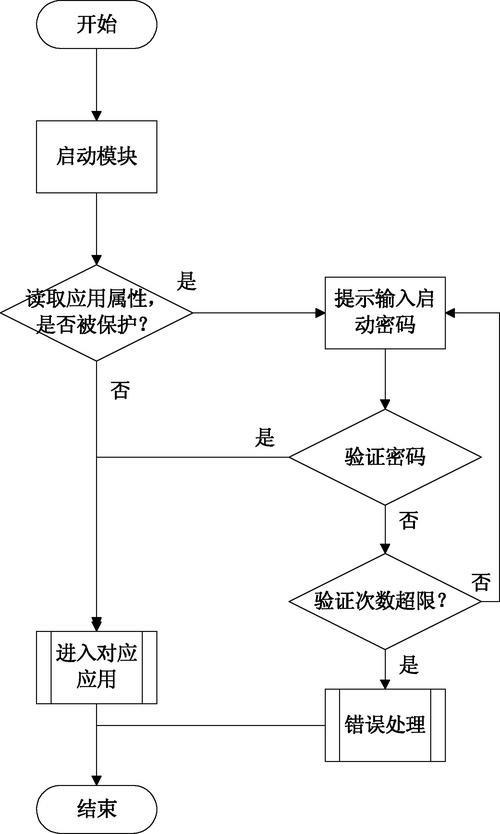 开始
启动模块
读取应用属性，
是否被保护？
是
提示输入启
动密码
否
是
验证密码
否
验证次数超限？
否
进入对应
应用
是
错误处理
结束